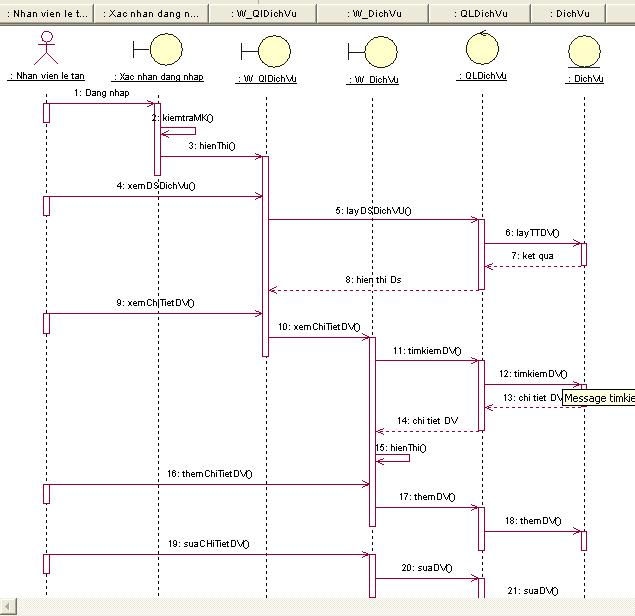 : Nhan vien le t...
: Xac nhan dang n...
: W_QlDichVu
: W_DichVu
: QLDichVu
: DichVu
: Nhan vien le tan
: Xac nhan dang nhap
: W_QlDichVu
: W_DichVu
: QLDichVu
: DichVu
1: Dang nhap
2: kiemtraMK()
3: hienThi()
4: xemDSDichVu()
5: layDSDichVU()
6: layTTDV()
7: ket qua
8: hien thi Ds
9: xemChiTietDV()
10: xemChiTietDV()
11: timkiemDV()
12: timkiemDV()
13: chi tiet DV
Message timkie
14: chi tiet DV
15: hienThi()
16: themChiTietDV()
17: themDV()
18: themDV()
19: suaCHiTietDV()
20: suaDV()
21: suaDV()